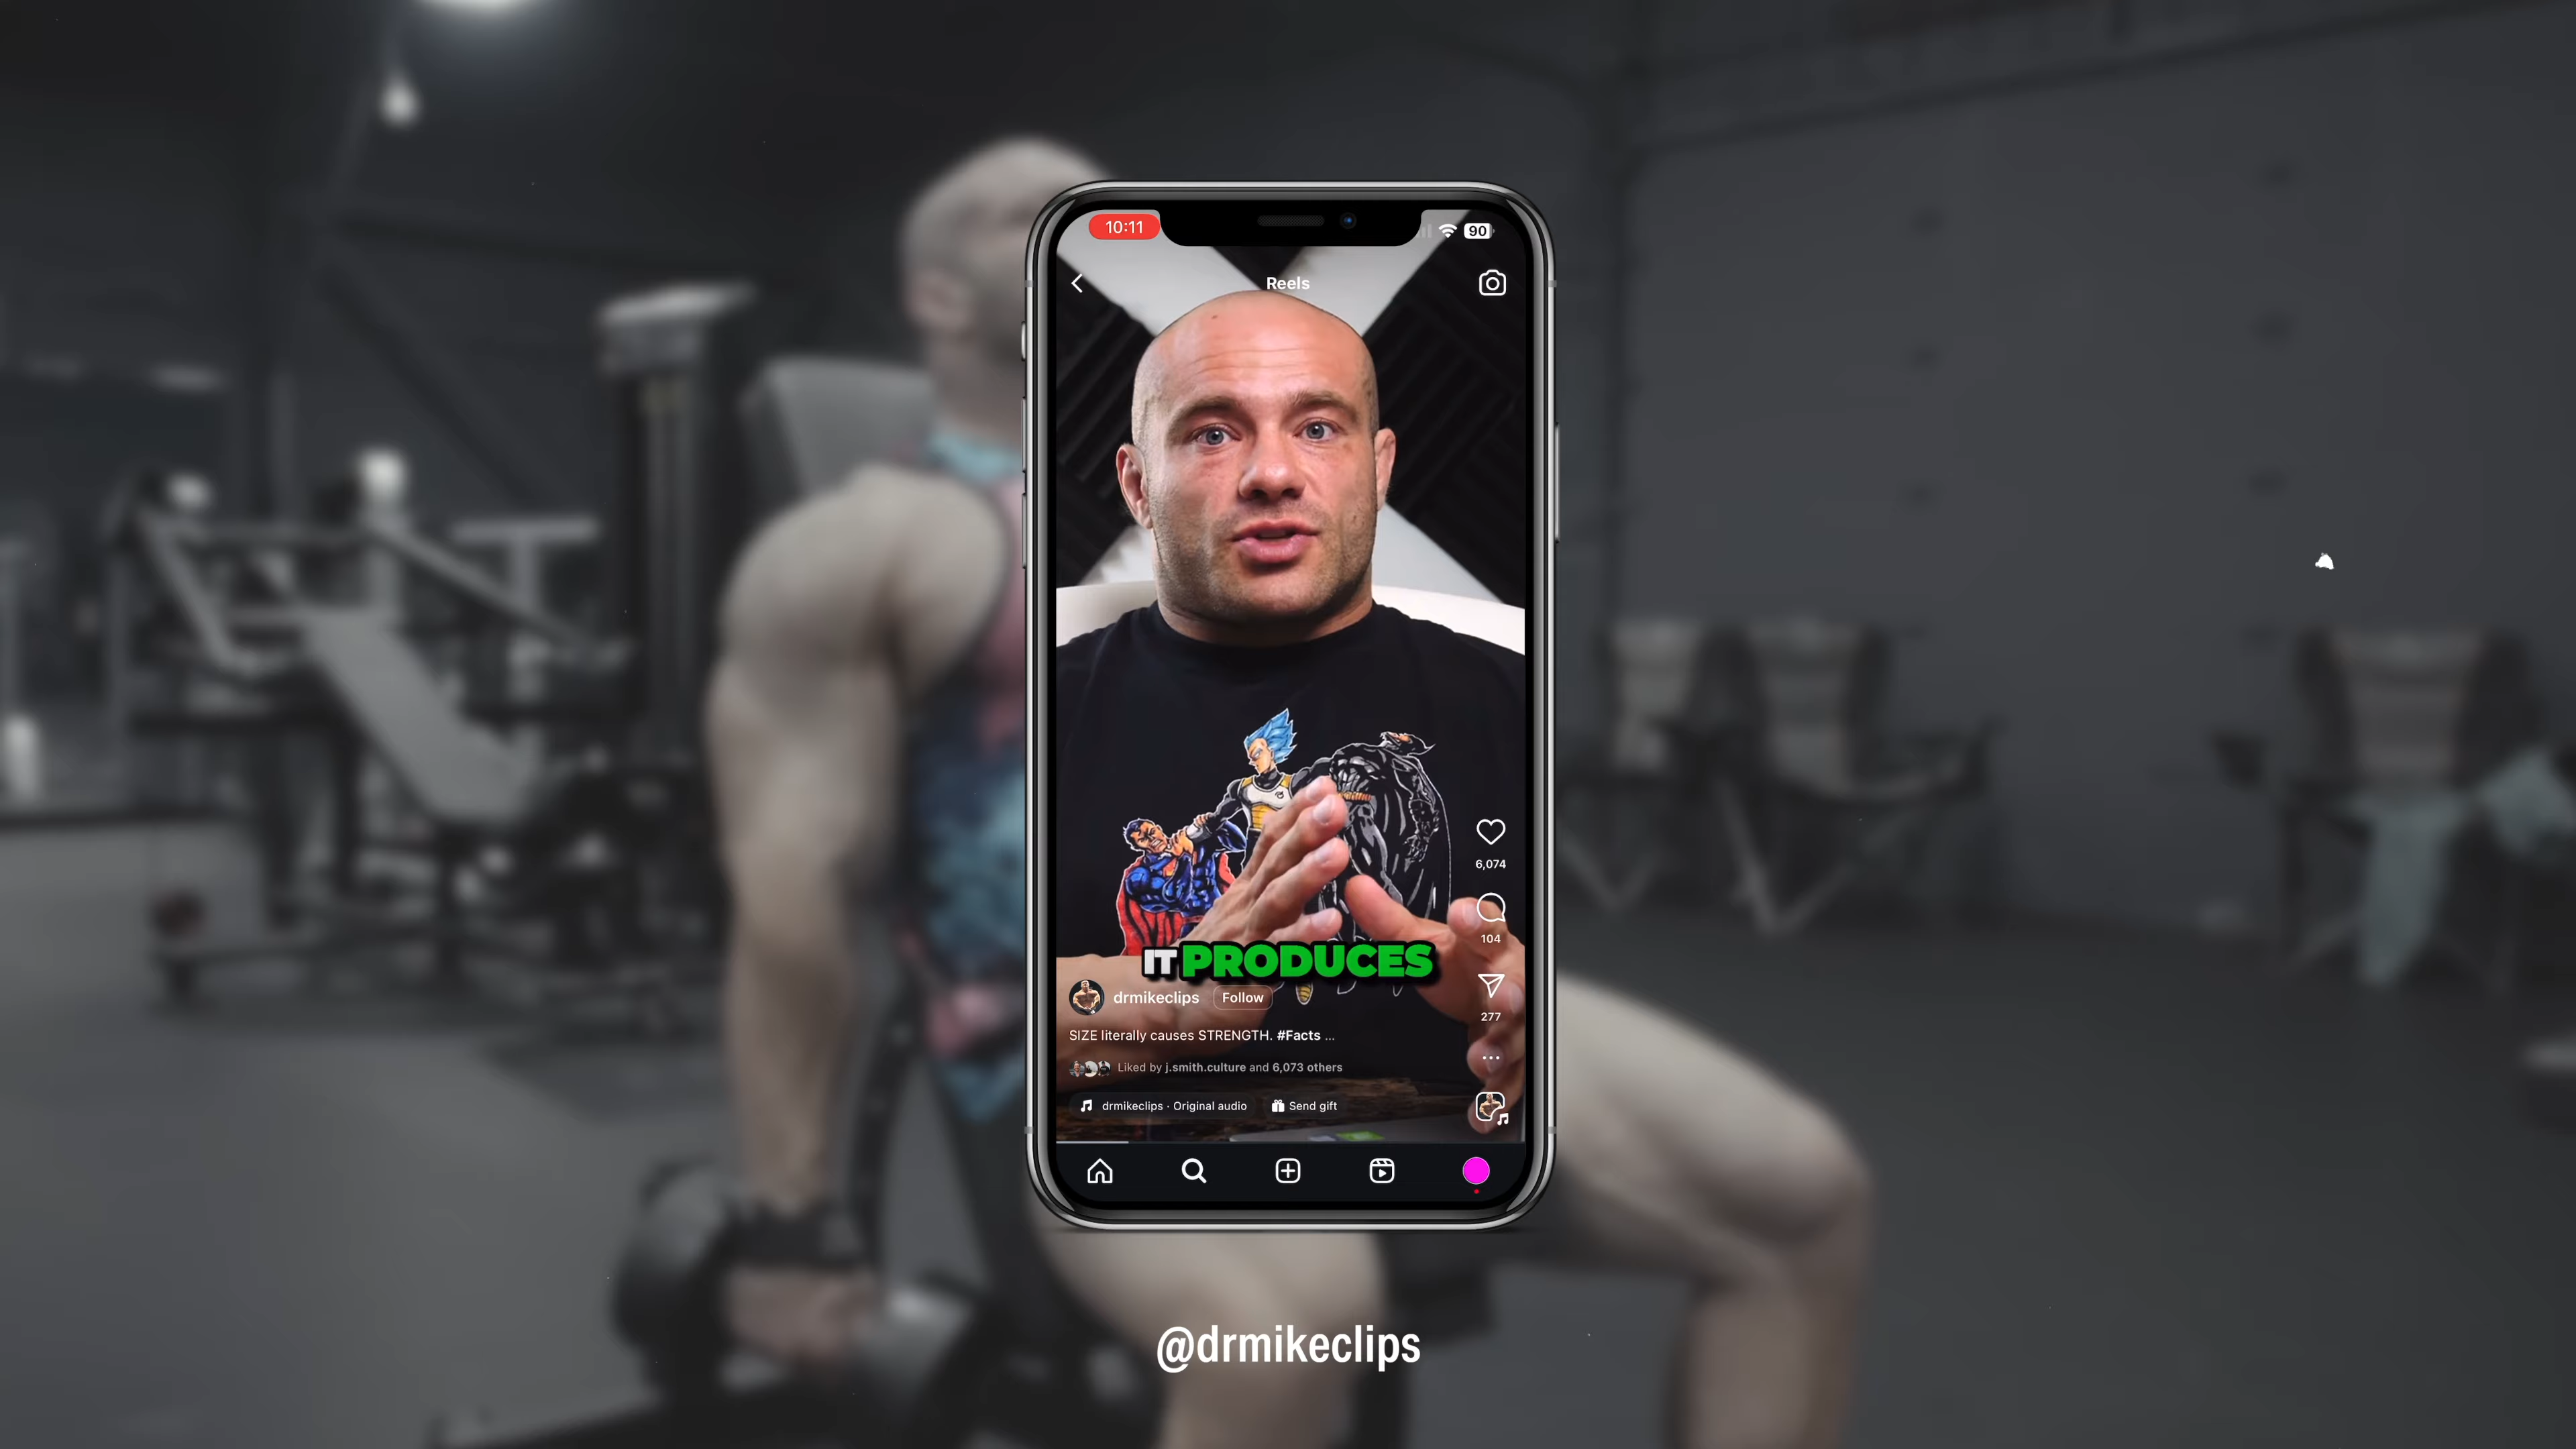 10:11
90
Reels
6,074
104
IT PRODUCES
drmikeclips Follow
277
SIZE literally causes STRENGTH. #Facts ...
Liked by j.smith.culture and 6,073 others
drmikeclips · Original audio Send gift
@drmikeclips